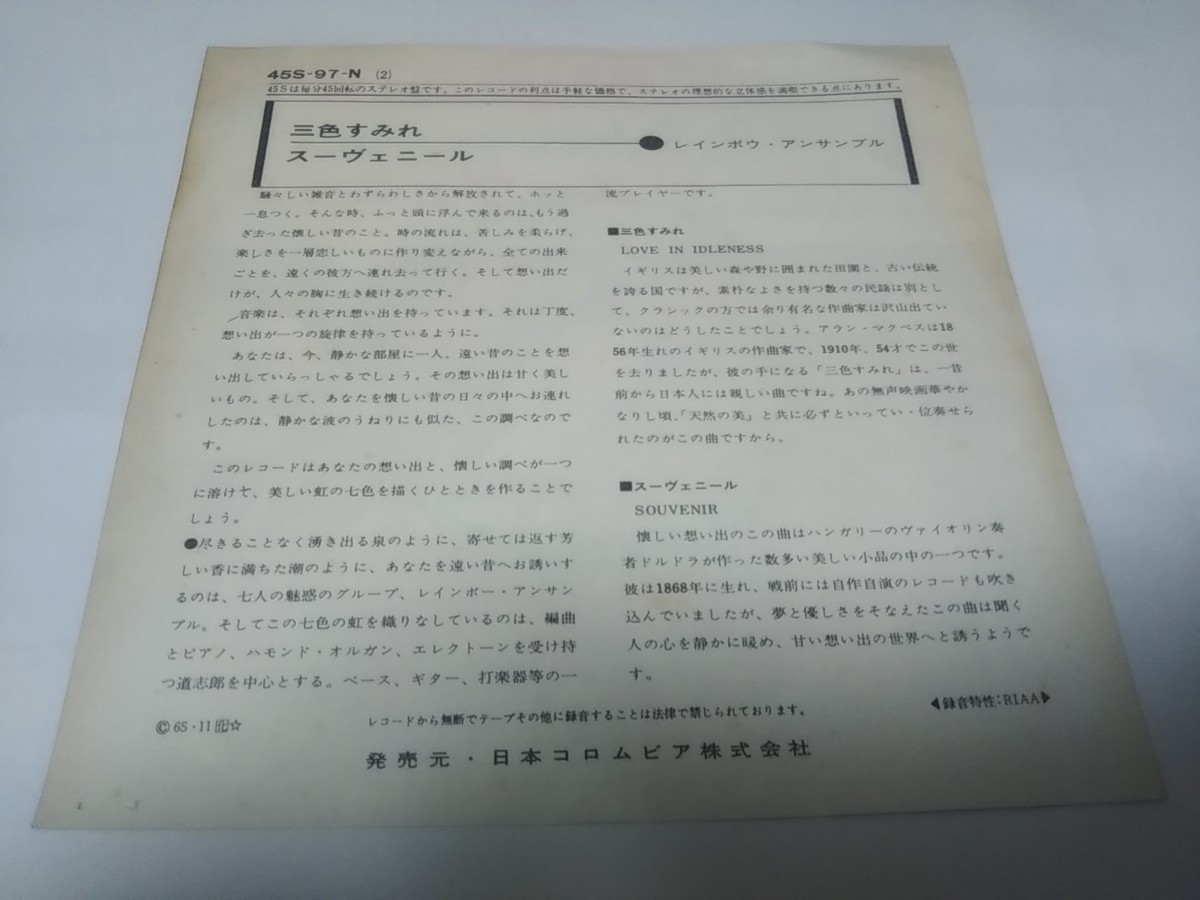 45S-97-N (2)
45Sは毎分45回転のステレオ盤です。このレコードの利点は手軽な価格で、ステレオの理想的な立体感を満喫できる点にあります。
三色すみれ
スーヴェニール
レインボウ・アンサンブル
騒々しい雑音とわずらわしさから解放されて、ホッと
一息つく。そんな時、ふっと頭に浮んで来るのは、もう過
ぎ去った懐しい昔のこと。時の流れは、苦しみを柔らげ、
楽しさを一層恋しいものに作り変えながら、全ての出来
ごとを、遠くの彼方へ連れ去って行く。そして想い出だ
けが、人々の胸に生き続けるのです。
音楽は、それぞれ想い出を持っています。それは丁度、
想い出が一つの旋律を持っているように。
あなたは、今、静かな部屋に一人、遠い昔のことを想
い出していらっしゃるでしょう。その想い出は甘く美し
いもの。そして、あなたを懐しい昔の日々の中へお連れ
したのは、静かな波のうねりにも似た、この調べなので
す。
このレコードはあなたの想い出と、懐しい調べが一つ
に溶けて、美しい虹の七色を描くひとときを作ることで
しょう。
●尽きることなく湧き出る泉のように、寄せては返す芳
しい香に満ちた潮のように、あなたを遠い昔へお誘いす
るのは、七人の魅惑のグループ、レインボー・アンサン
ブル。そしてこの七色の虹を織りなしているのは、編曲
とピアノ、ハモンド・オルガン、エレクトーンを受け持
つ道志郎を中心とする。ベース、ギター、打楽器等の一
流プレイヤーです。
■三色すみれ
LOVE IN IDLENESS
イギリスは美しい森や野に囲まれた田園と、古い伝統
を誇る国ですが、素朴なよさを持つ数々の民謡は別とし
て、クラシックの方では余り有名な作曲家は沢山出てい
ないのはどうしたことでしょう。アラン・マクベスは18
56年生れのイギリスの作曲家で、1910年、54才でこの世
を去りましたが、彼の手になる「三色すみれ」は、一昔
前から日本人には親しい曲ですね。あの無声映画華やか
なりし頃、「天然の美」と共に必ずといってい・位奏せら
れたのがこの曲ですから。
■スーヴェニール
SOUVENIR
懐しい想い出のこの曲はハンガリーのヴァイオリン奏
者ドルドラが作った数多い美しい小品の中の一つです。
彼は1868年に生れ、戦前には自作自演のレコードも吹き
込んでいましたが、夢と優しさをそなえたこの曲は聞く
人の心を静かに暖め、甘い想い出の世界へと誘うようで
す。
◀録音特性:RIAA▶
Ⓒ65・11 ☆
レコードから無断でテープその他に録音することは法律で禁じられております。
発売元・日本コロムビア株式会社